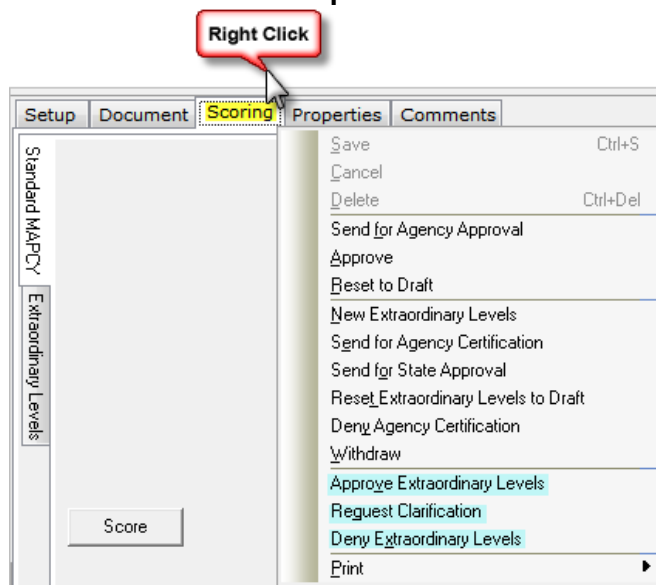 Right Click
Setup Document Scoring Properties Comments
Standard MAPCY
Extraordinary Levels
Save Ctrl+S
Cancel
Delete Ctrl+Del
Send for Agency Approval
Approve
Reset to Draft
New Extraordinary Levels
Send for Agency Certification
Send for State Approval
Reset Extraordinary Levels to Draft
Deny Agency Certification
Withdraw
Approve Extraordinary Levels
Request Clarification
Deny Extraordinary Levels
Print
Score